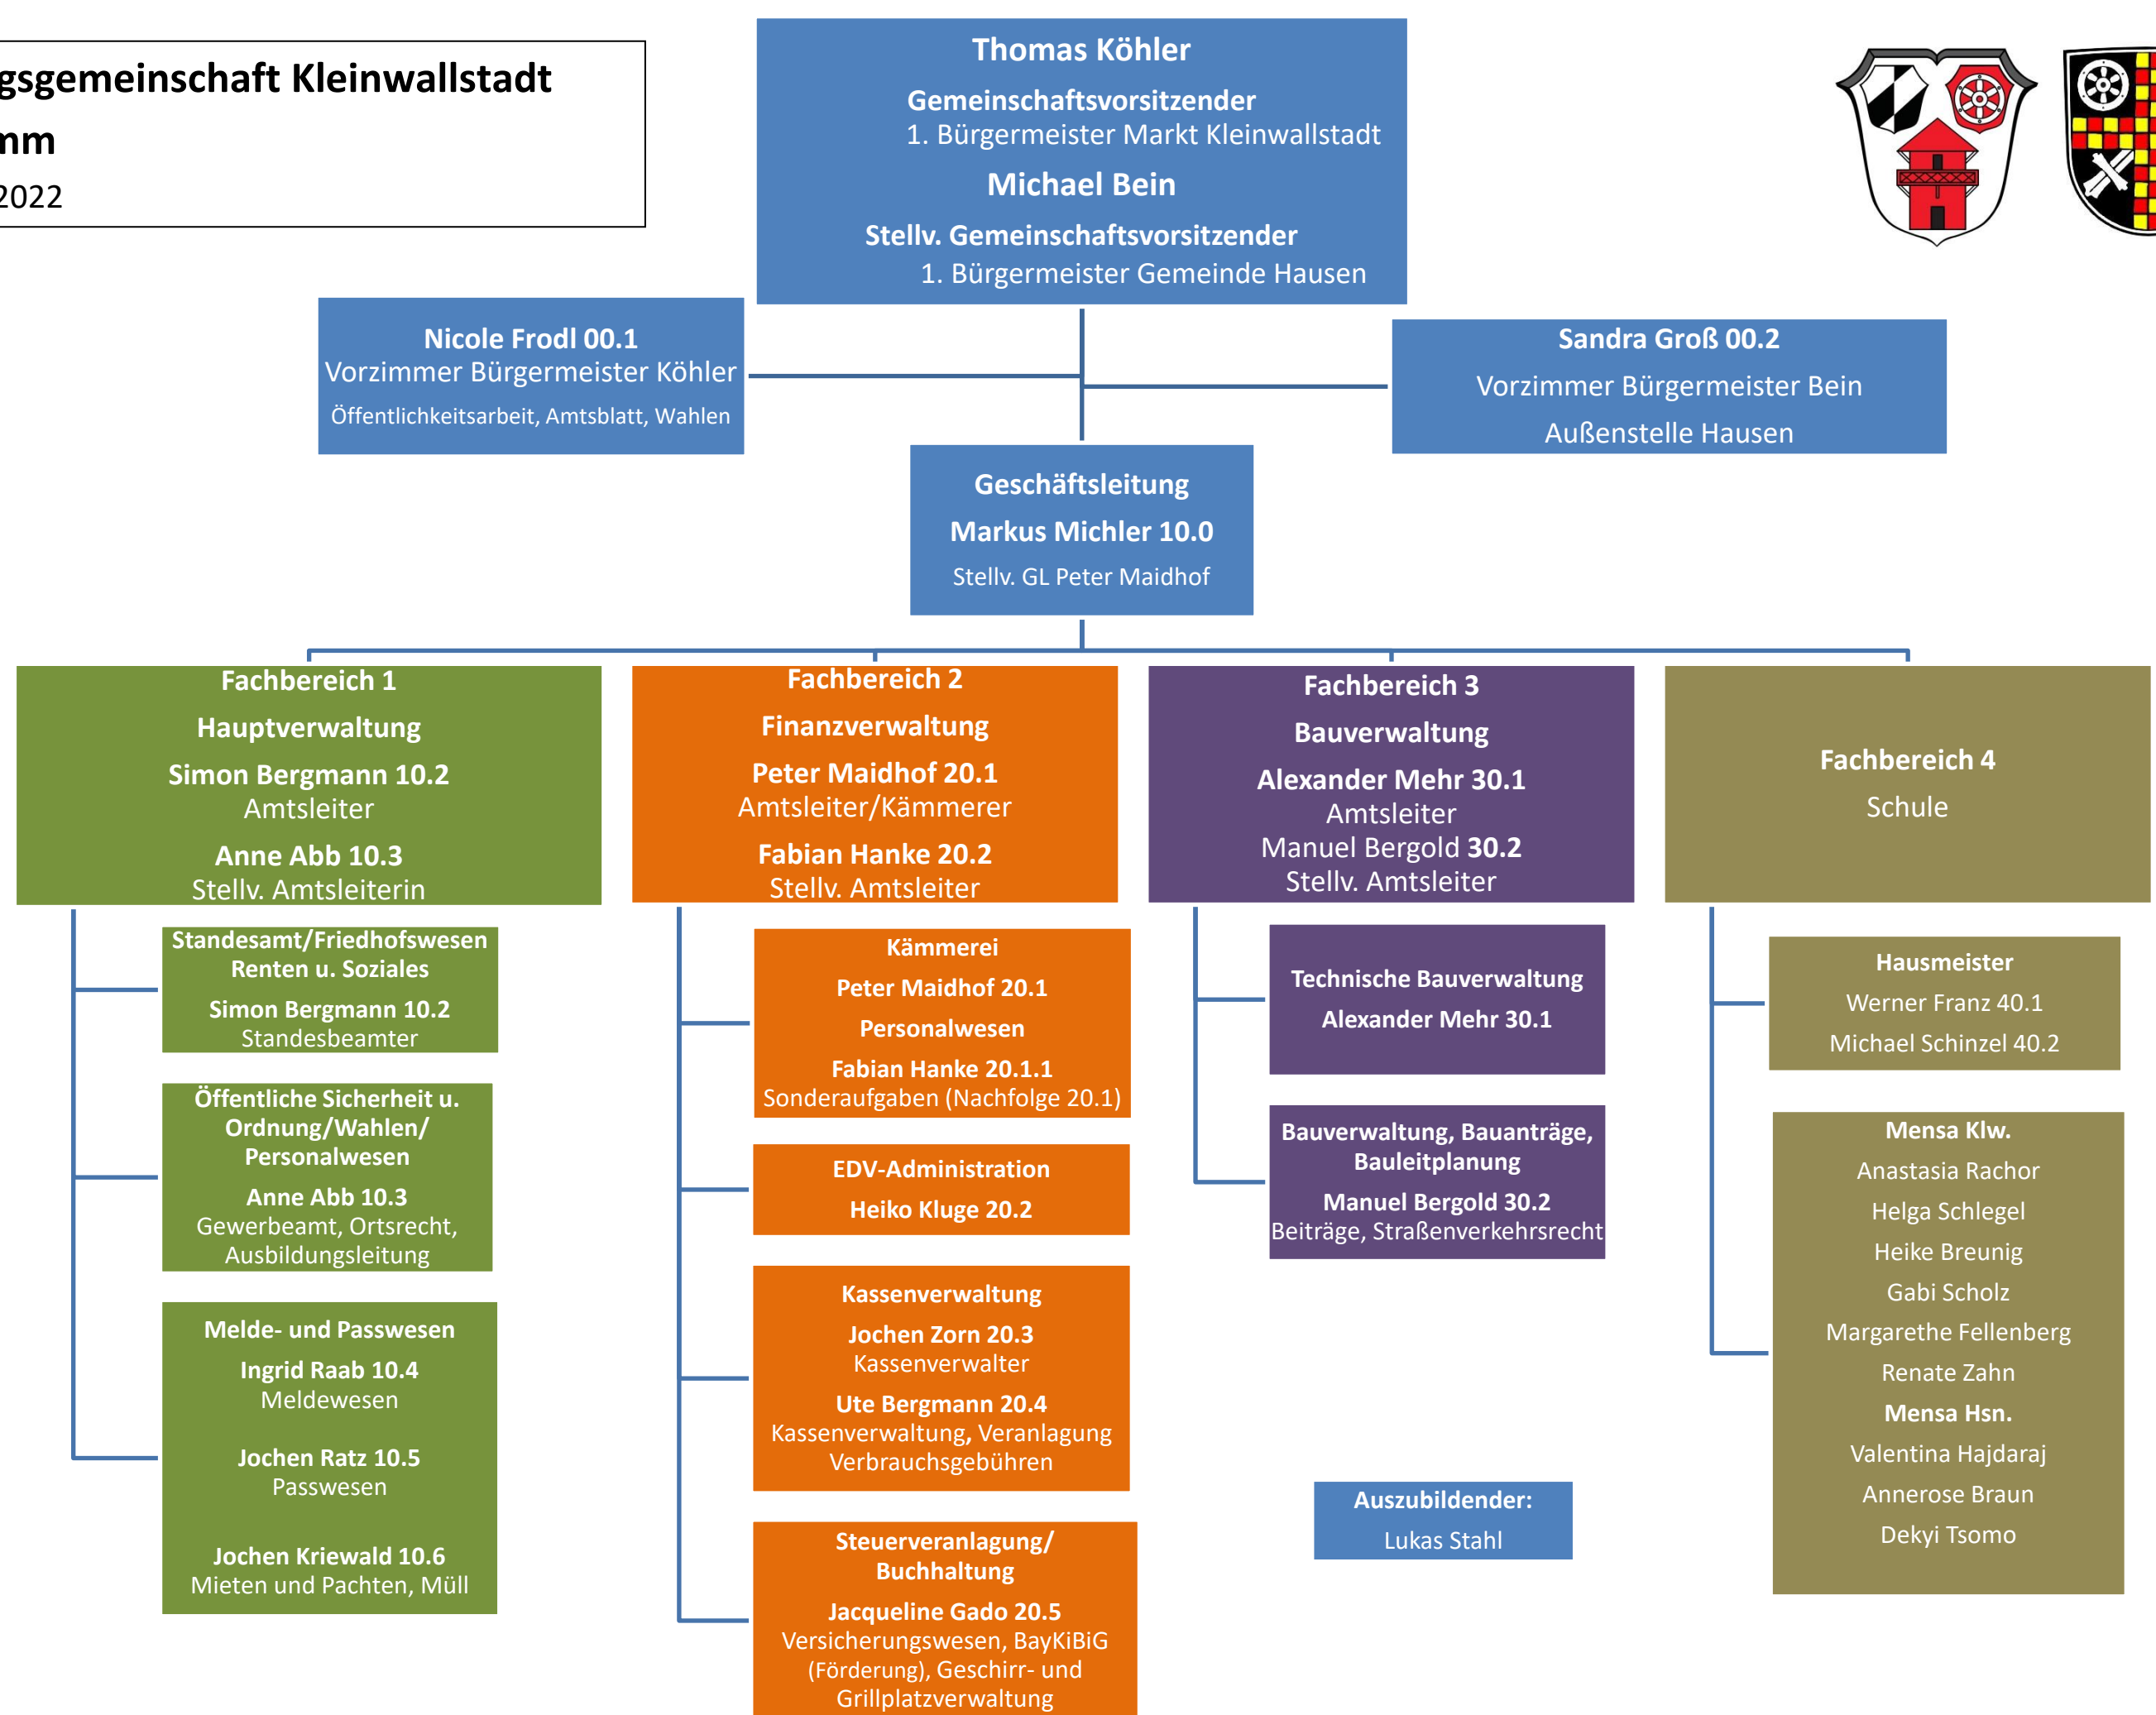 gsgemeinschaft Kleinwallstadt
mm
2022
Thomas Köhler
Gemeinschaftsvorsitzender
1. Bürgermeister Markt Kleinwallstadt
Michael Bein
Stellv. Gemeinschaftsvorsitzender
1. Bürgermeister Gemeinde Hausen
Nicole Frodl 00.1
Vorzimmer Bürgermeister Köhler
Öffentlichkeitsarbeit, Amtsblatt, Wahlen
Sandra Groß 00.2
Vorzimmer Bürgermeister Bein
Außenstelle Hausen
Geschäftsleitung
Markus Michler 10.0
Stellv. GL Peter Maidhof
Fachbereich 1
Hauptverwaltung
Simon Bergmann 10.2
Amtsleiter
Anne Abb 10.3
Stellv. Amtsleiterin
Standesamt/Friedhofswesen
Renten u. Soziales
Simon Bergmann 10.2
Standesbeamter
Öffentliche Sicherheit u.
Ordnung/Wahlen/
Personalwesen
Anne Abb 10.3
Gewerbeamt, Ortsrecht,
Ausbildungsleitung
Melde- und Passwesen
Ingrid Raab 10.4
Meldewesen
Jochen Ratz 10.5
Passwesen
Jochen Kriewald 10.6
Mieten und Pachten, Müll
Fachbereich 2
Finanzverwaltung
Peter Maidhof 20.1
Amtsleiter/Kämmerer
Fabian Hanke 20.2
Stellv. Amtsleiter
Kämmerei
Peter Maidhof 20.1
Personalwesen
Fabian Hanke 20.1.1
Sonderaufgaben (Nachfolge 20.1)
EDV-Administration
Heiko Kluge 20.2
Kassenverwaltung
Jochen Zorn 20.3
Kassenverwalter
Ute Bergmann 20.4
Kassenverwaltung, Veranlagung
Verbrauchsgebühren
Steuerveranlagung/
Buchhaltung
Jacqueline Gado 20.5
Versicherungswesen, BayKiBiG
(Förderung), Geschirr- und
Grillplatzverwaltung
Fachbereich 3
Bauverwaltung
Alexander Mehr 30.1
Amtsleiter
Manuel Bergold 30.2
Stellv. Amtsleiter
Technische Bauverwaltung
Alexander Mehr 30.1
Bauverwaltung, Bauanträge,
Bauleitplanung
Manuel Bergold 30.2
Beiträge, Straßenverkehrsrecht
Auszubildender:
Lukas Stahl
Fachbereich 4
Schule
Hausmeister
Werner Franz 40.1
Michael Schinzel 40.2
Mensa Klw.
Anastasia Rachor
Helga Schlegel
Heike Breunig
Gabi Scholz
Margarethe Fellenberg
Renate Zahn
Mensa Hsn.
Valentina Hajdaraj
Annerose Braun
Dekyi Tsomo